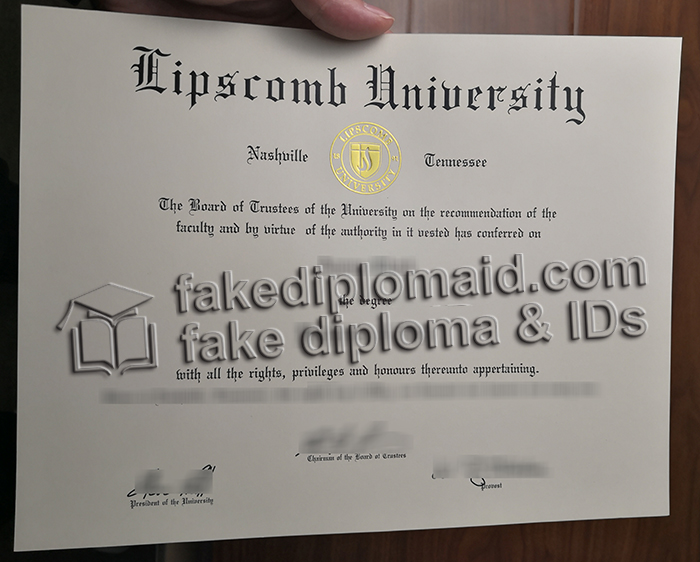 Lipscomb University
Nashville
LIPSCOMB UNIVERSITY
Tennessee
The Board of Trustees of the University on the recommendation of the
faculty and by virtue of the authority in it vested has conferred on
fakediplomaid.com
the degree
fake diploma & IDs
with all the rights, privileges and honours thereunto appertaining.
Chairman of the Board of Trustees
President of the University
Provost